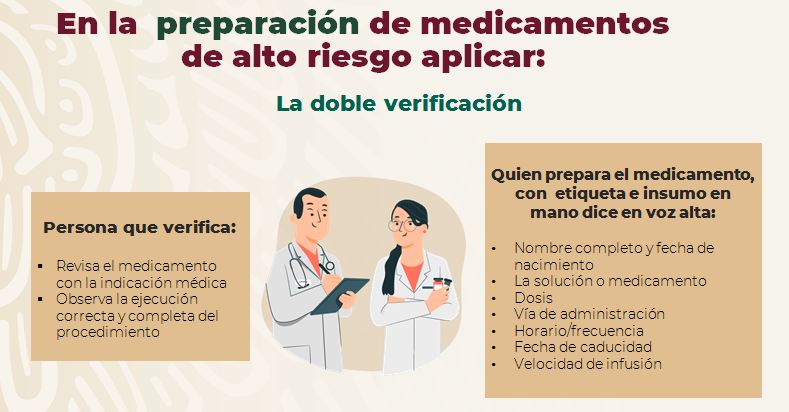 En la preparación de medicamentos
de alto riesgo aplicar:
La doble verificación
Persona que verifica:
▪ Revisa el medicamento
con la indicación médica
▪ Observa la ejecución
correcta y completa del
procedimiento
Quien prepara el medicamento,
con etiqueta e insumo en
mano dice en voz alta:
• Nombre completo y fecha de
nacimiento
• La solución o medicamento
• Dosis
• Vía de administración
• Horario/frecuencia
• Fecha de caducidad
• Velocidad de infusión